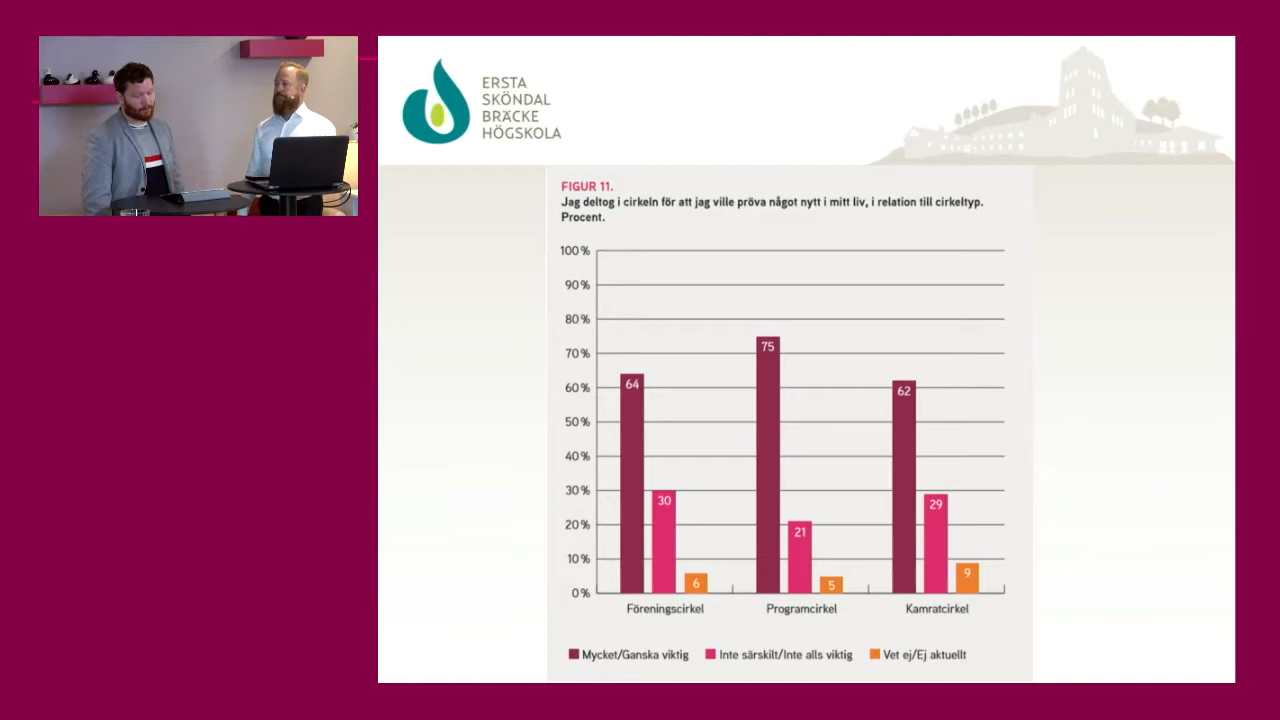 ERSTA
SKÖNDAL
BRÄCKE
HÖGSKOLA
FIGUR 11.
Jag deltog i cirkeln för att jag ville pröva något nytt i mitt liv, i relation till cirkeltyp.
Procent.
100 %
90 %
80 %
70 %
60 %
50 %
40 %
30 %
20 %
10 %
0 %
64
30
6
75
21
5
62
29
9
Föreningscirkel
Programcirkel
Kamratcirkel
Mycket/Ganska viktig
Inte särskilt/Inte alls viktig
Vet ej/Ej aktuellt